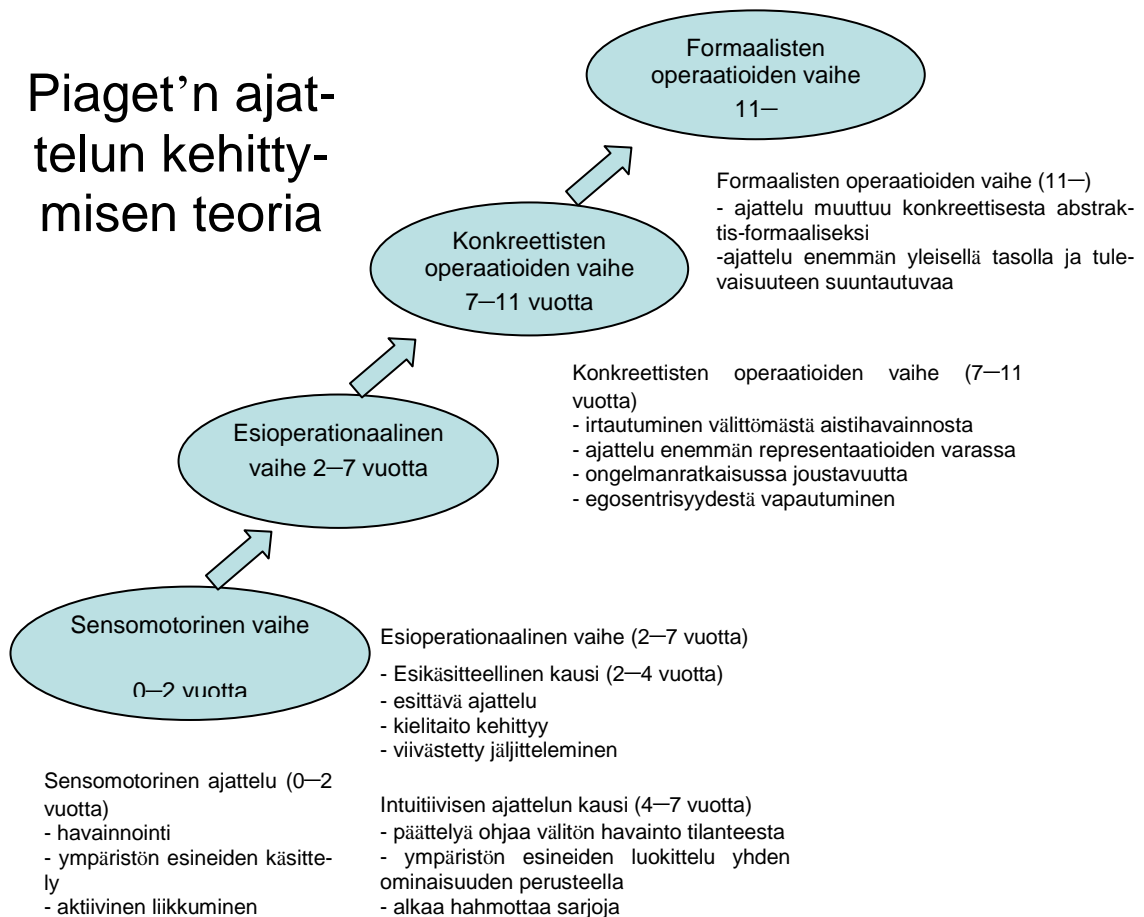 Piaget’n ajat-
telun kehitty-
misen teoria
Formaalisten
operaatioiden vaihe
11–
Formaalisten operaatioiden vaihe (11–)
- ajattelu muuttuu konkreettisesta abstrak-
tis-formaaliseksi
-ajattelu enemmän yleisellä tasolla ja tule-
vaisuuteen suuntautuvaa
Konkreettisten
operaatioiden vaihe
7–11 vuotta
Konkreettisten operaatioiden vaihe (7–11
vuotta)
- irtautuminen välittömästä aistihavainnosta
- ajattelu enemmän representaatioiden varassa
- ongelmanratkaisussa joustavuutta
- egosentrisyydestä vapautuminen
Esioperationaalinen
vaihe 2–7 vuotta
Esioperationaalinen vaihe (2–7 vuotta)
- Esikäsitteellinen kausi (2–4 vuotta)
- esittävä ajattelu
- kielitaito kehittyy
- viivästetty jäljitteleminen
Intuitiivisen ajattelun kausi (4–7 vuotta)
- päättelyä ohjaa välitön havainto tilanteesta
- ympäristön esineiden luokittelu yhden
ominaisuuden perusteella
- alkaa hahmottaa sarjoja
Sensomotorinen vaihe
0–2 vuotta
Sensomotorinen ajattelu (0–2
vuotta)
- havainnointi
- ympäristön esineiden käsitte-
ly
- aktiivinen liikkuminen